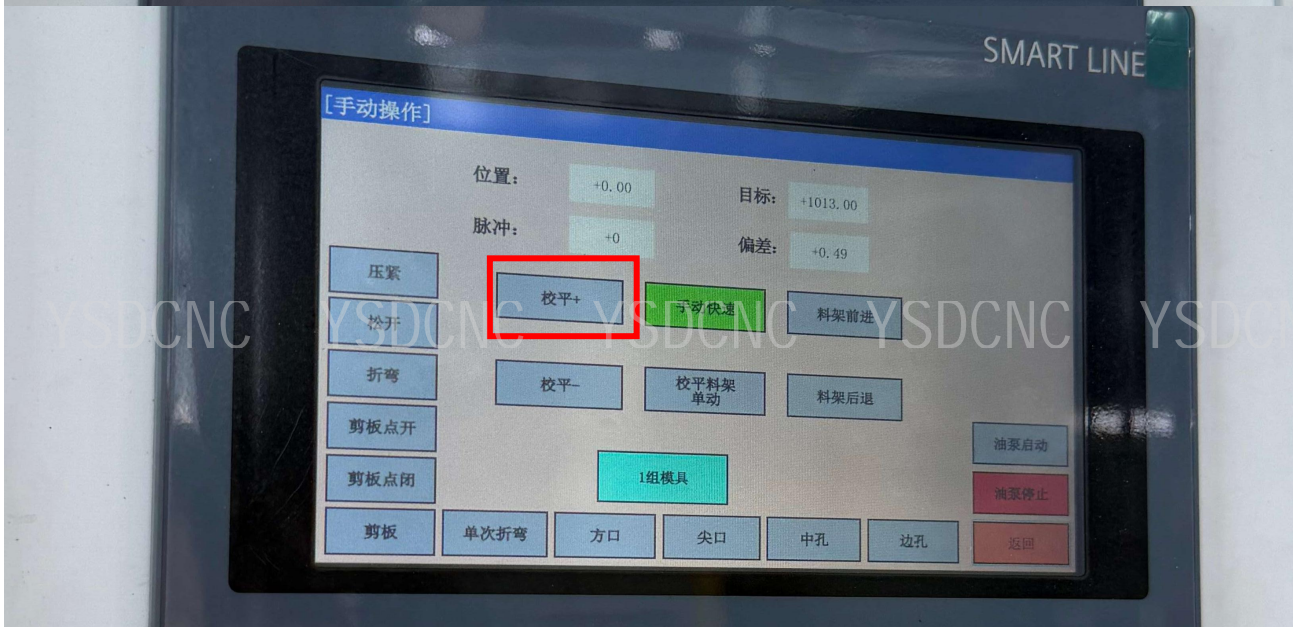 SMART LINE
[手动操作]
位置: +0.00 目标: +1013.00
脉冲: +0 偏差: +0.49
压紧 校平+ 手动快速 料架前进
松开
YSDCNC YSDCNC YSDCNC YSDCNC YSDC
折弯 校平- 校平料架
单动 料架后退
剪板点开 油泵启动
剪板点闭 1组模具 油泵停止
剪板 单次折弯 方口 尖口 中孔 边孔 返回